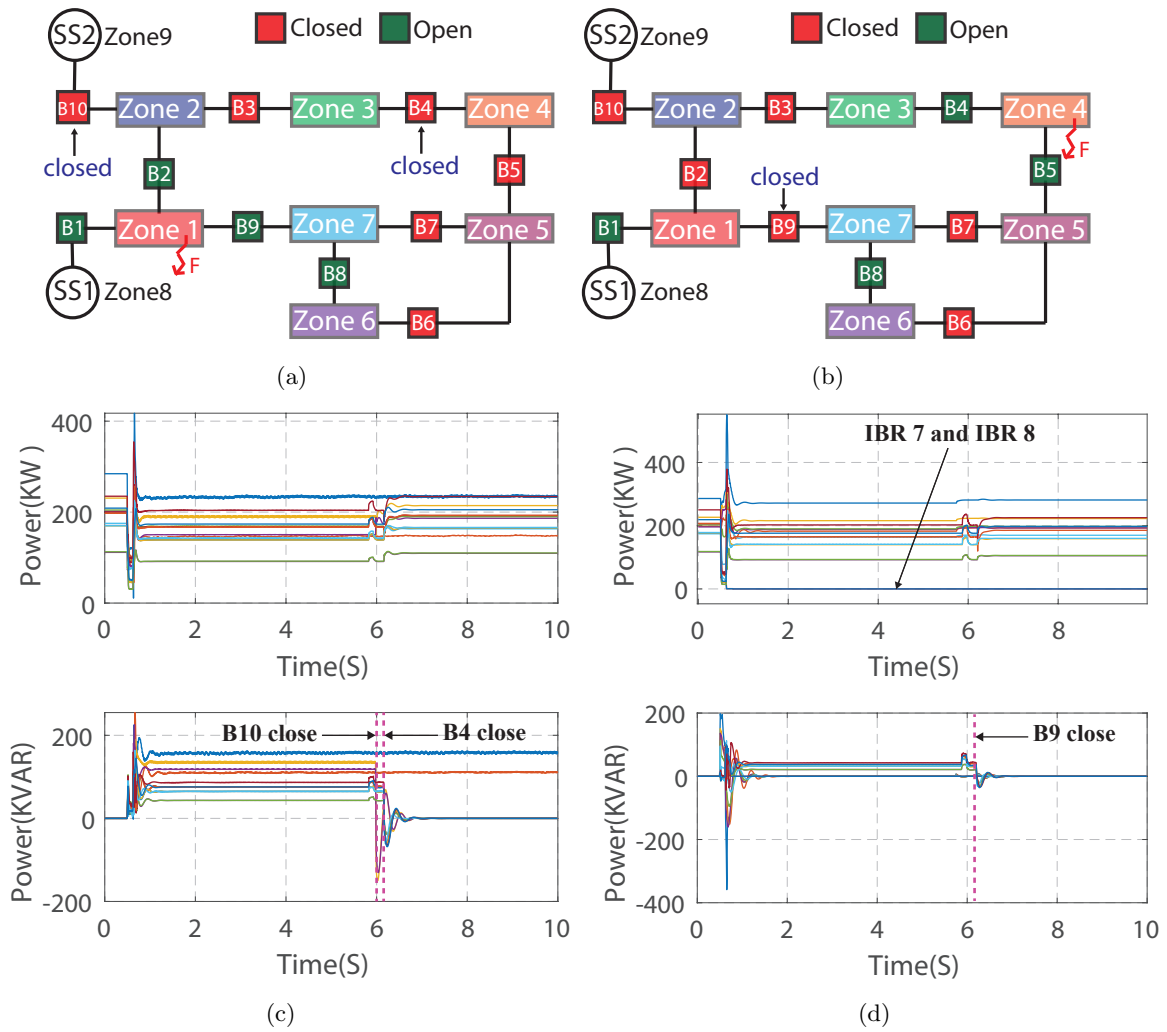 SS2 Zone9 Closed Open
B10 Zone 2 B3 Zone 3 B4 Zone 4
closed closed
B2 B5
B1 Zone 1 B9 Zone 7 B7 Zone 5
F
SS1 Zone8 B8
Zone 6 B6
(a)
SS2 Zone9 Closed Open
B10 Zone 2 B3 Zone 3 B4 Zone 4
F
B2 closed B5
B1 Zone 1 B9 Zone 7 B7 Zone 5
SS1 Zone8 B8
Zone 6 B6
(b)
Power(KW)
400
200
0
0 2 4 6 8 10
Time(S)
Power(KVAR)
200
0
-200
B10 close B4 close
0 2 4 6 8 10
Time(S)
(c)
Power(KW)
400
200
0
IBR 7 and IBR 8
0 2 4 6 8 10
Time(S)
Power(KVAR)
200
0
-200
-400
B9 close
0 2 4 6 8 10
Time(S)
(d)